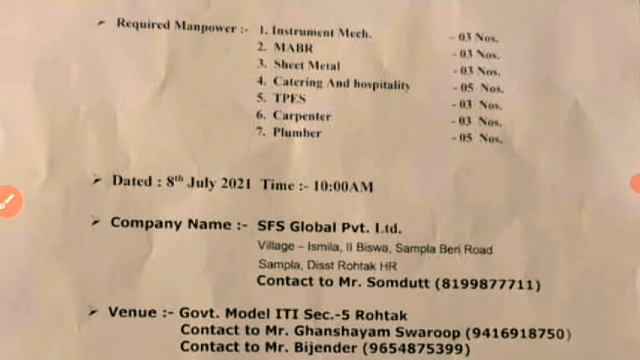 ➢ Required Manpower :- 1. Instrument Mech. - 03 Nos.
2. MABR - 03 Nos.
3. Sheet Metal - 03 Nos.
4. Catering And hospitality - 05 Nos.
5. TPES - 03 Nos.
6. Carpenter - 03 Nos.
7. Plumber - 05 Nos.
➢ Dated : 8th July 2021 Time :- 10:00AM
➢ Company Name :- SFS Global Pvt. Ltd.
Village – Ismila, II Biswa, Sampla Beri Road
Sampla, Disst Rohtak HR
Contact to Mr. Somdutt (8199877711)
➢ Venue :- Govt. Model ITI Sec.-5 Rohtak
Contact to Mr. Ghanshayam Swaroop (9416918750)
Contact to Mr. Bijender (9654875399)